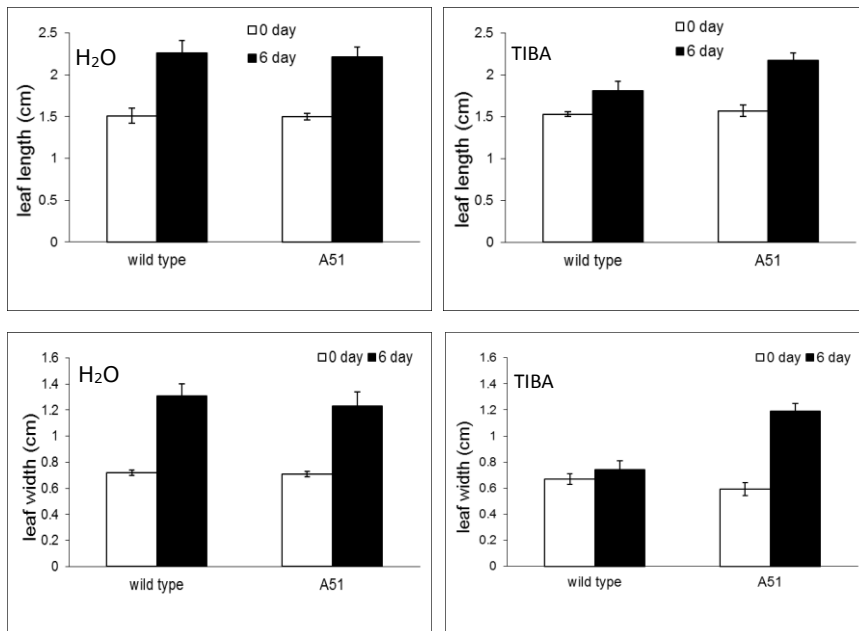 H₂O
0 day
6 day
leaf length (cm)
2.5
2
1.5
1
0.5
0
wild type
A51
TIBA
0 day
6 day
leaf length (cm)
2.5
2
1.5
1
0.5
0
wild type
A51
H₂O
0 day 6 day
leaf width (cm)
1.6
1.4
1.2
1
0.8
0.6
0.4
0.2
0
wild type
A51
TIBA
0 day 6 day
leaf width (cm)
1.6
1.4
1.2
1
0.8
0.6
0.4
0.2
0
wild type
A51